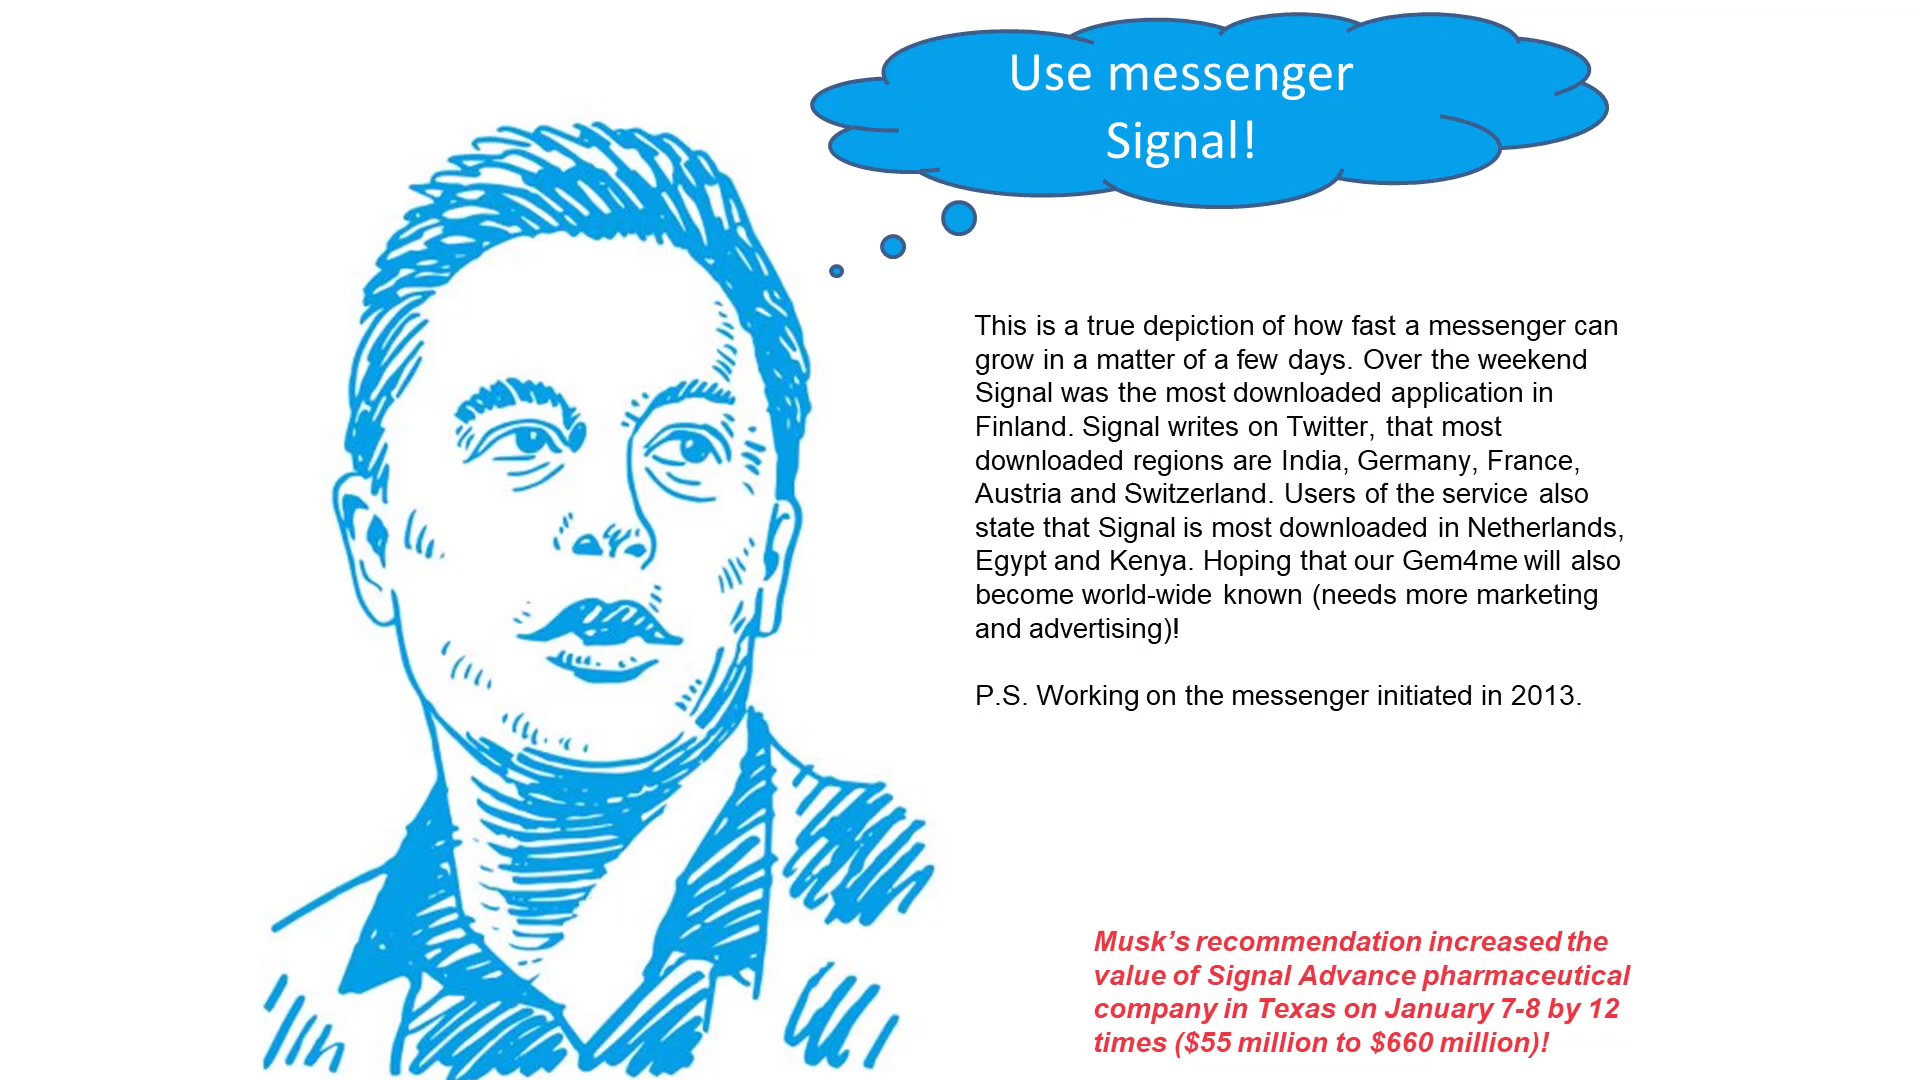 Use messenger
Signal!
This is a true depiction of how fast a messenger can
grow in a matter of a few days. Over the weekend
Signal was the most downloaded application in
Finland. Signal writes on Twitter, that most
downloaded regions are India, Germany, France,
Austria and Switzerland. Users of the service also
state that Signal is most downloaded in Netherlands,
Egypt and Kenya. Hoping that our Gem4me will also
become world-wide known (needs more marketing
and advertising)!
P.S. Working on the messenger initiated in 2013.
Musk’s recommendation increased the
value of Signal Advance pharmaceutical
company in Texas on January 7-8 by 12
times ($55 million to $660 million)!